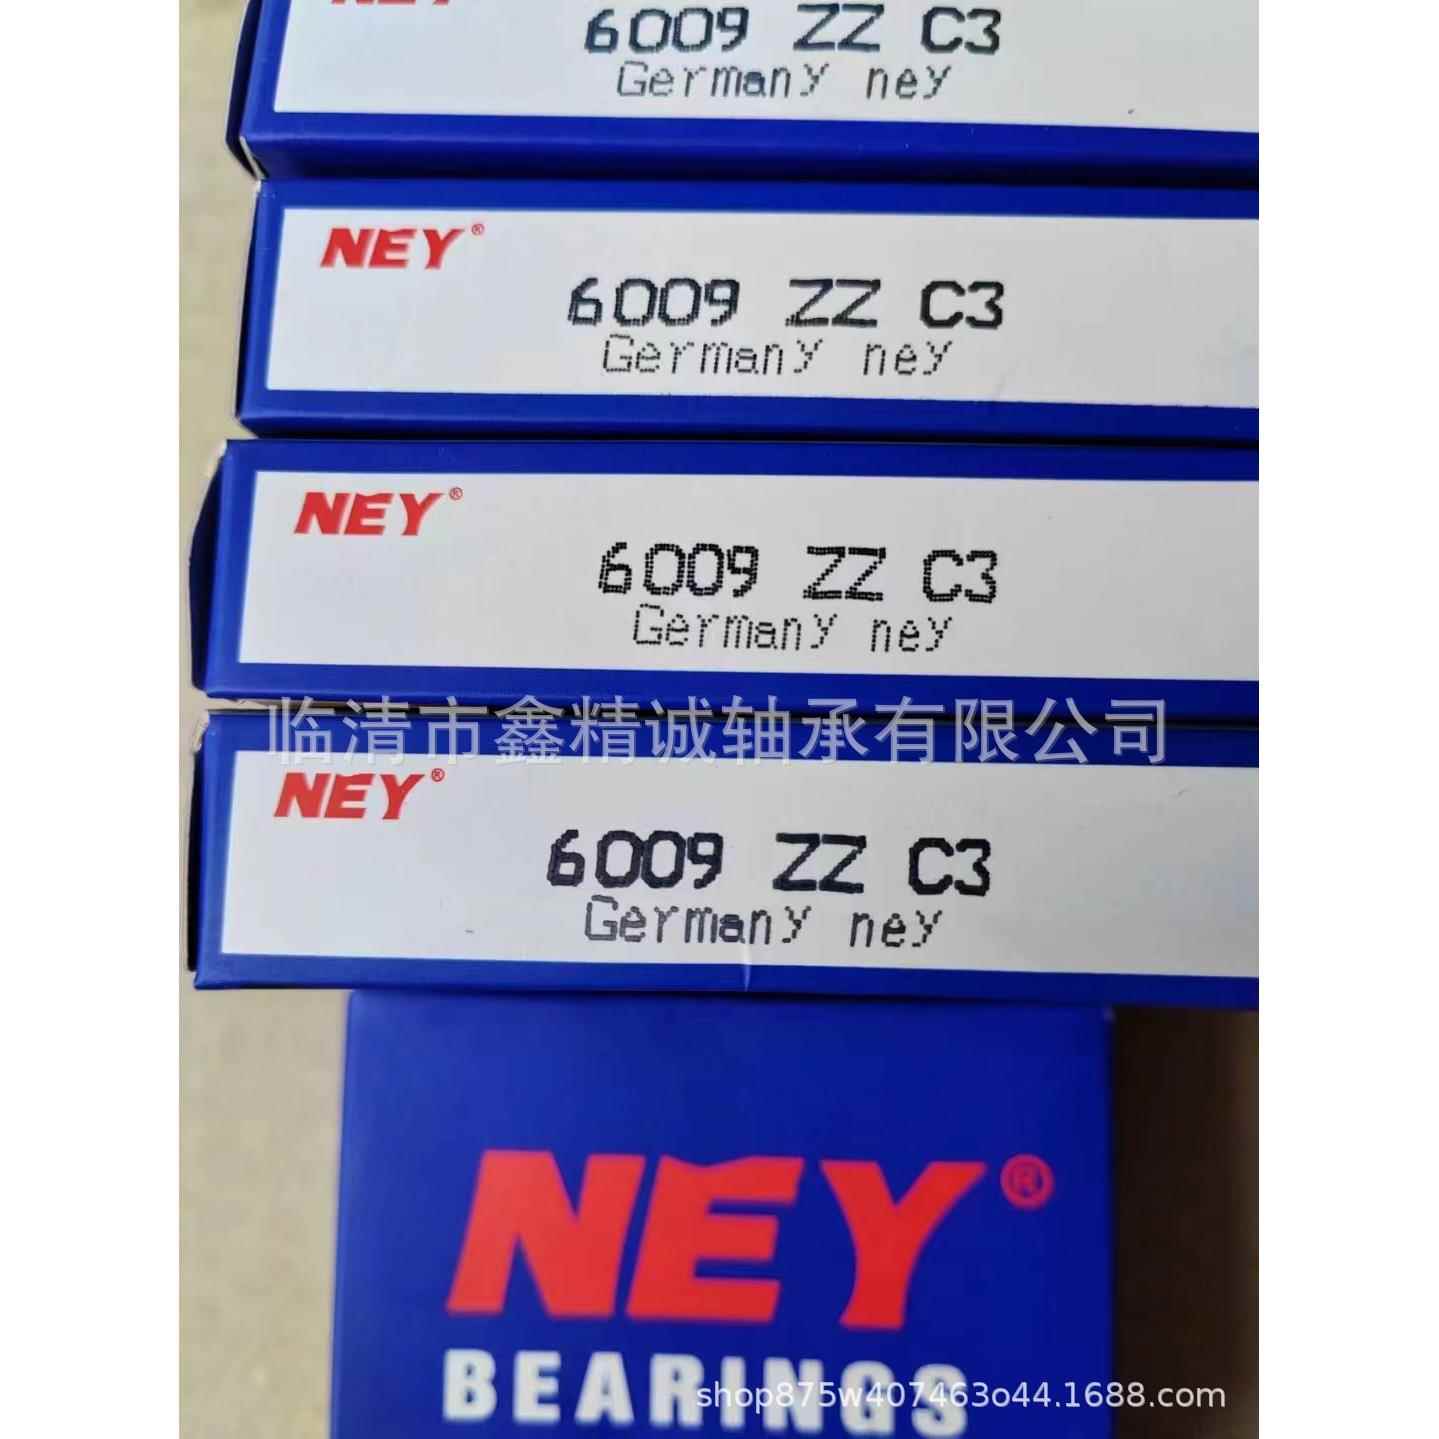 NEY
6009 ZZ C3
Germany ney
NEY®
6009 ZZ C3
Germany ney
NEY®
6009 ZZ C3
Germany ney
临清市鑫精诚轴承有限公司
NEY®
6009 ZZ C3
Germany ney
NEY®
BEARINGS
shop875w407463o44.1688.com